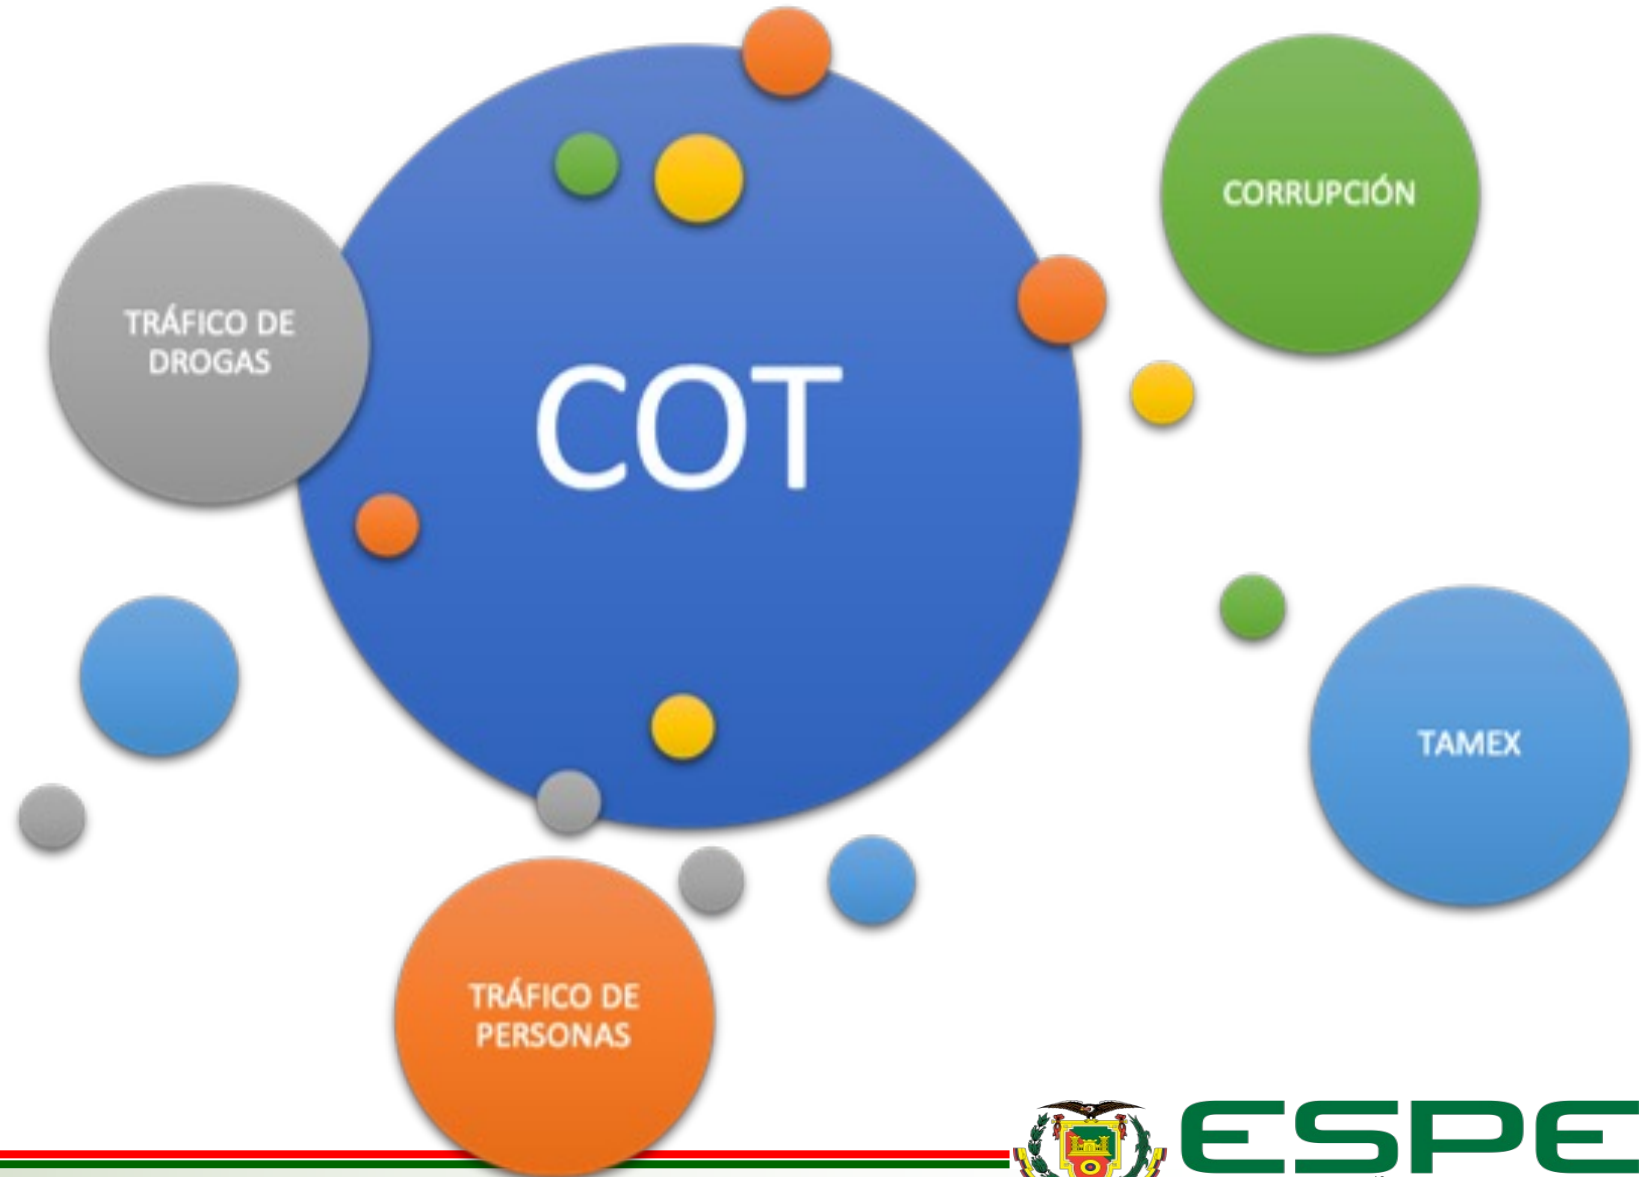 CORRUPCIÓN
TRÁFICO DE
DROGAS
COT
TAMEX
TRÁFICO DE
PERSONAS
ESPE